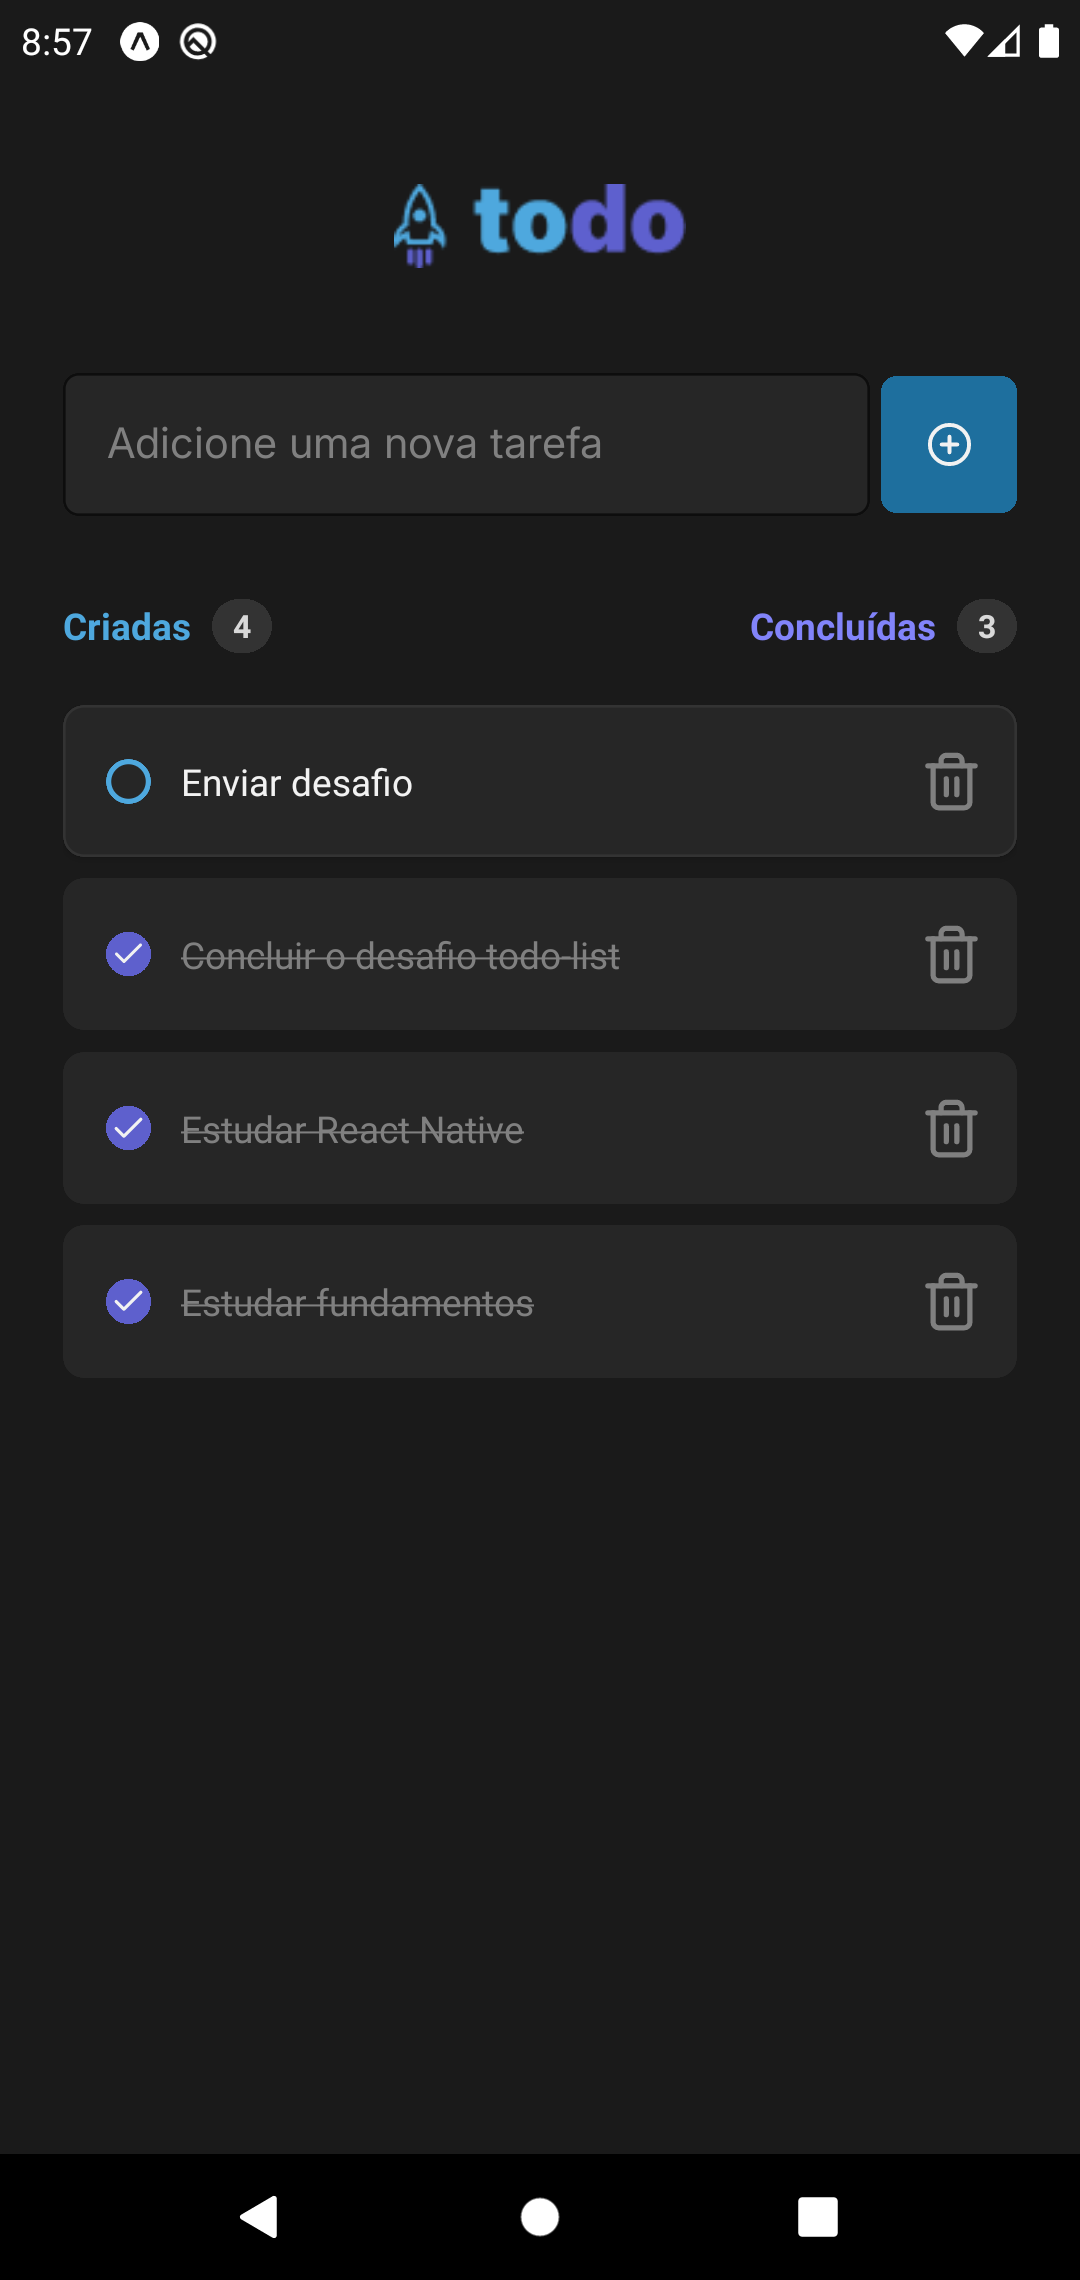 8:57
todo
Adicione uma nova tarefa
Criadas 4 Concluídas 3
Enviar desafio
Concluir o desafio todo-list
Estudar React Native
Estudar fundamentos